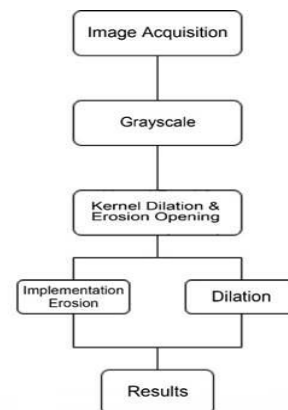 Image Acquisition
Grayscale
Kernel Dilation &
Erosion Opening
Implementation
Erosion
Dilation
Results